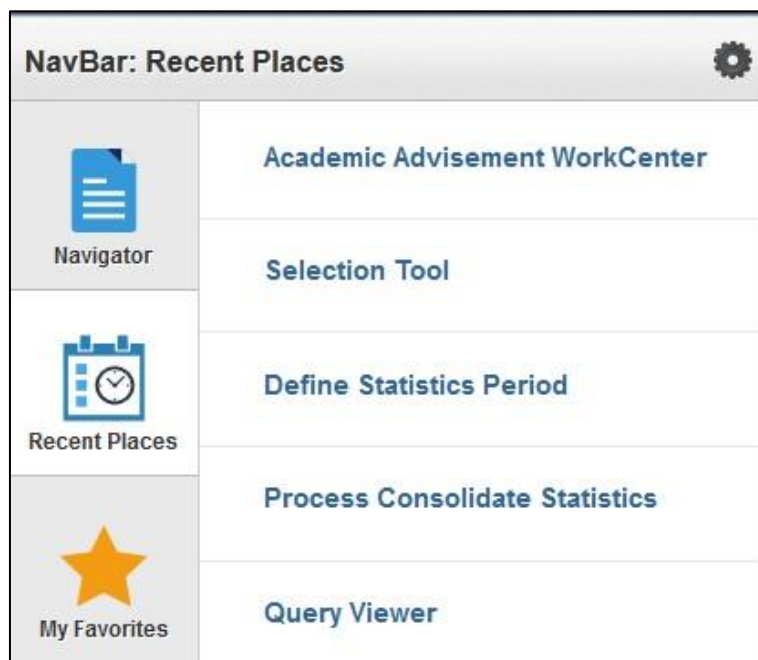 NavBar: Recent Places
Navigator
Recent Places
My Favorites
Academic Advisement WorkCenter
Selection Tool
Define Statistics Period
Process Consolidate Statistics
Query Viewer